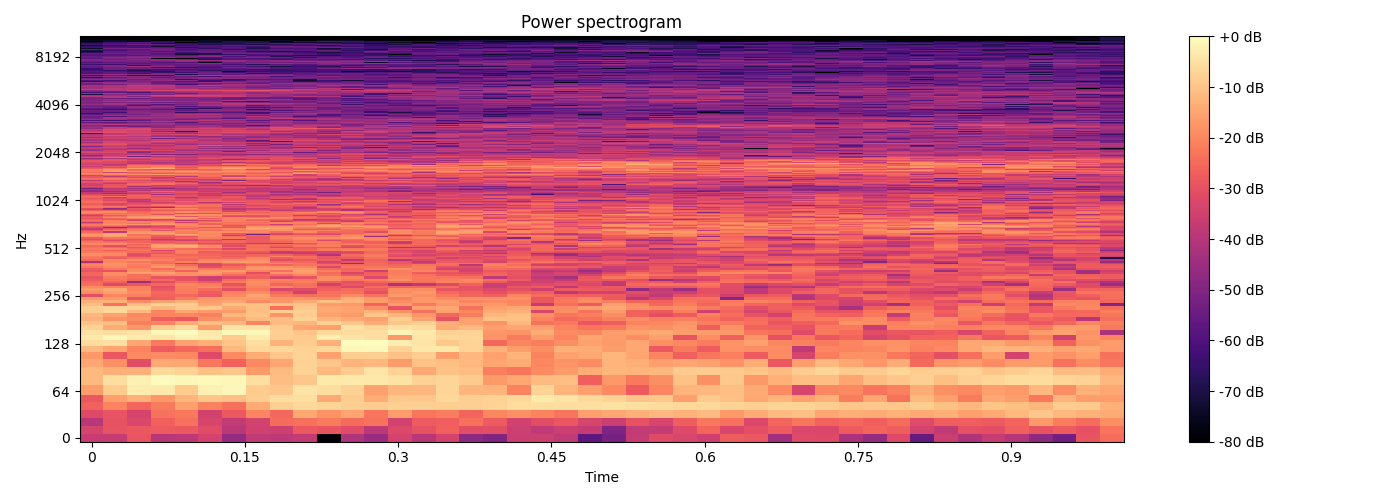 Power spectrogram
8192
4096
2048
1024
512
256
128
64
0
Hz
0 0.15 0.3 0.45 0.6 0.75 0.9
Time
+0 dB
-10 dB
-20 dB
-30 dB
-40 dB
-50 dB
-60 dB
-70 dB
-80 dB